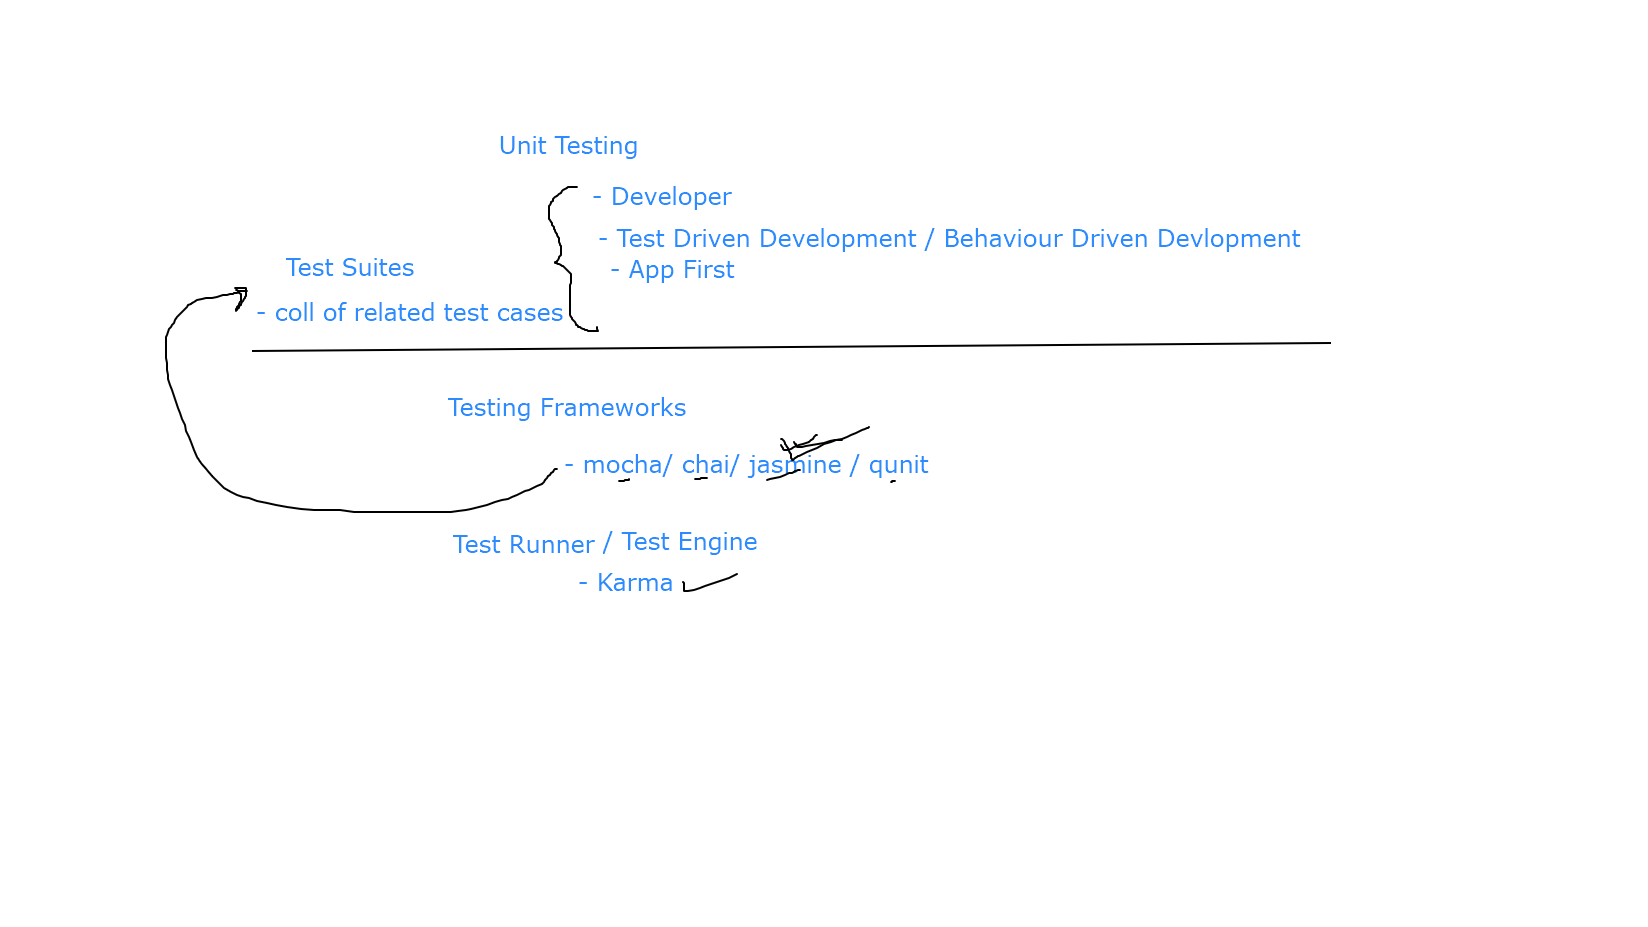 Unit Testing
- Developer
- Test Driven Development / Behaviour Driven Devlopment
- App First
Test Suites
- coll of related test cases
Testing Frameworks
- mocha/ chai/ jasmine / qunit
Test Runner / Test Engine
- Karma